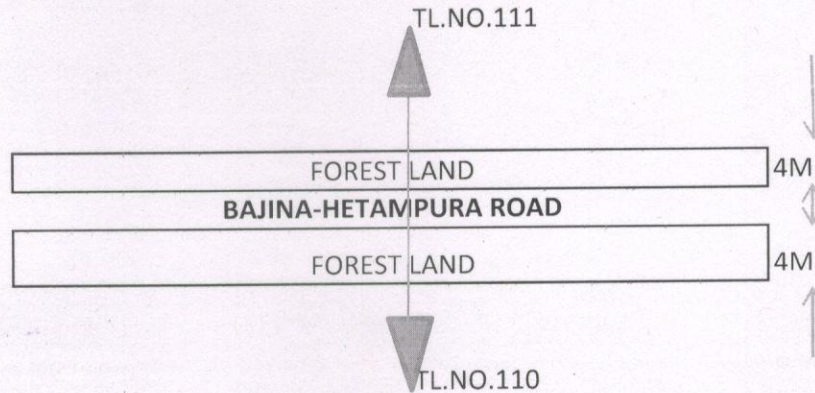 TL.NO.111
FOREST LAND 4M
BAJINA-HETAMPURA ROAD
FOREST LAND 4M
TL.NO.110